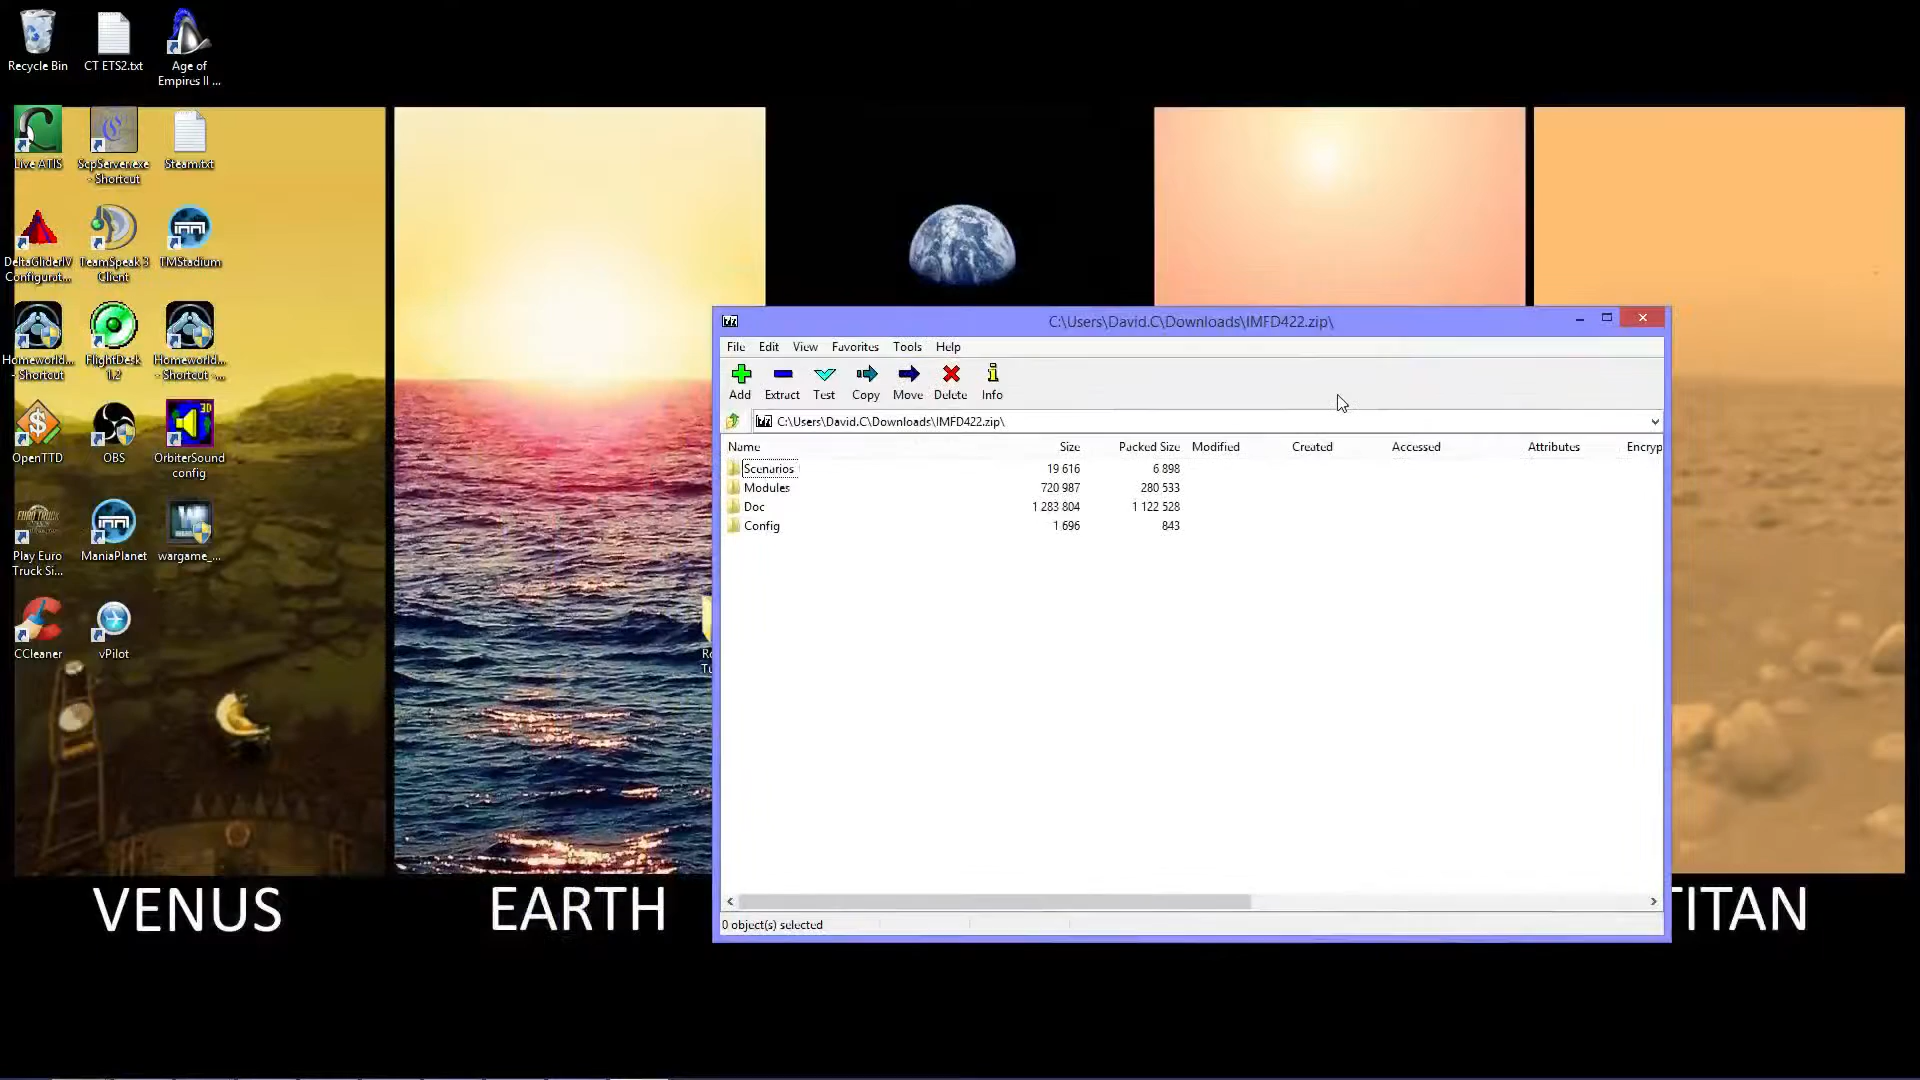 Recycle Bin
CT ETS2.txt
Age of
Empires II ...
Live ATIS
ScpServer.exe
- Shortcut
Steam.txt
DeltaGliderIV
Configurat...
TeamSpeak 3
Client
TMStadium
Homeworld...
- Shortcut
FlightDesk
1.2
Homeworld...
- Shortcut -...
OpenTTD
OBS
OrbiterSound
config
Play Euro
Truck Si...
ManiaPlanet
wargame_...
CCleaner
vPilot
C:\Users\David.C\Downloads\IMFD422.zip\
File Edit View Favorites Tools Help
Add Extract Test Copy Move Delete Info
C:\Users\David.C\Downloads\IMFD422.zip\
Name Size Packed Size Modified Created Accessed Attributes Encryp
Scenarios 19 616 6 898
Modules 720 987 280 533
Doc 1 283 804 1 122 528
Config 1 696 843
0 object(s) selected
VENUS EARTH TITAN